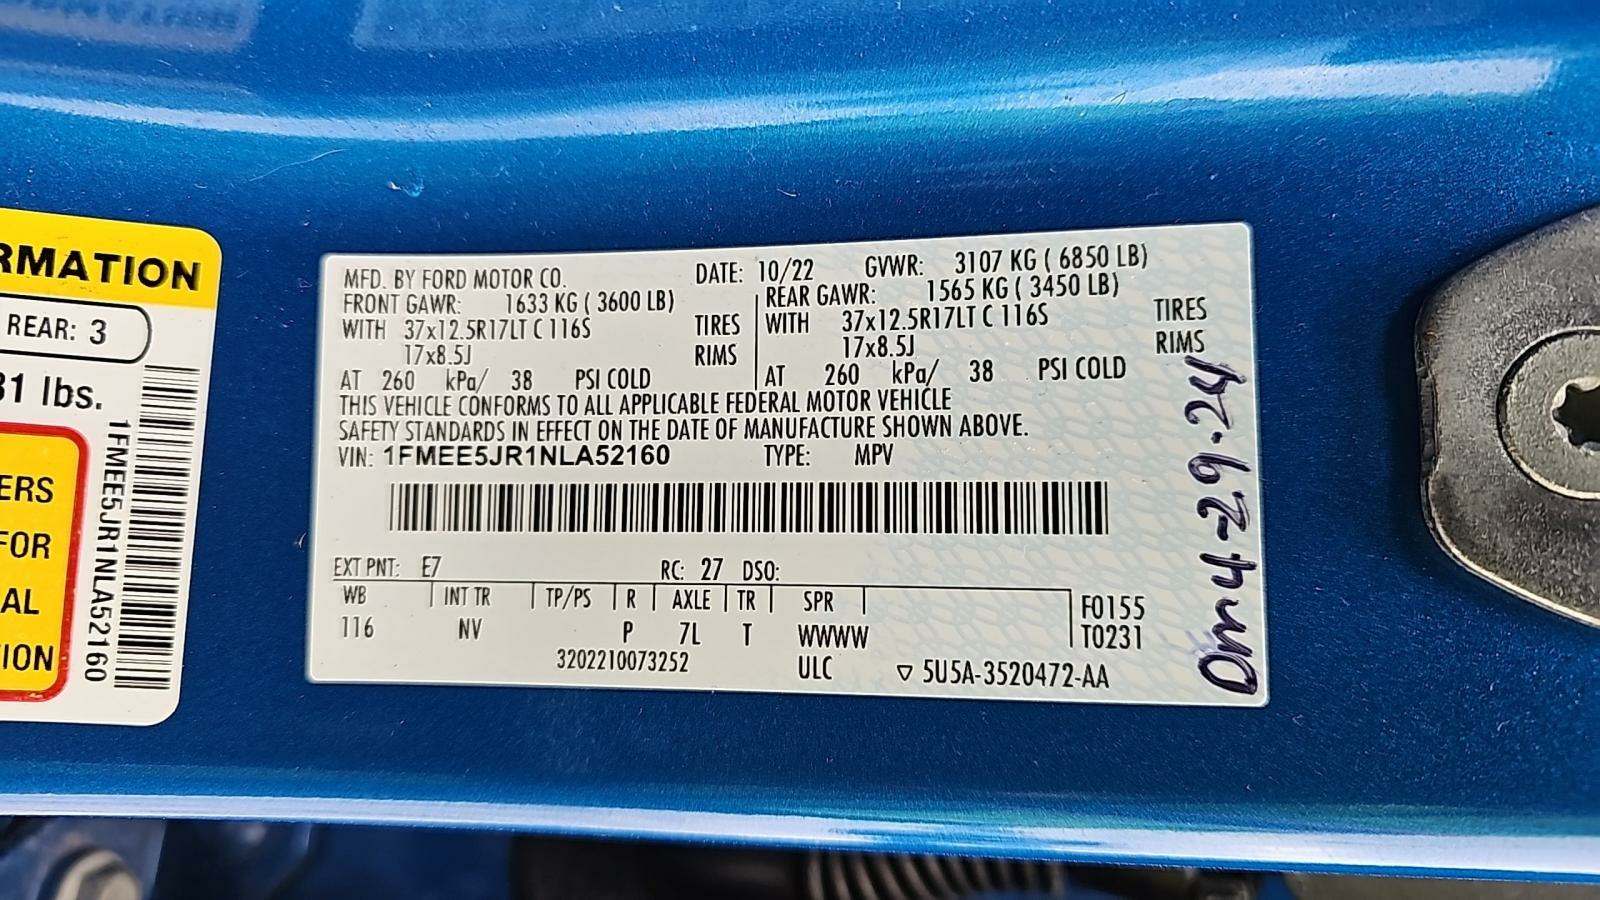 RMATION
REAR: 3
31 lbs.
ERS
FOR
AL
ION
1FMEE5JR1NLA52160
MFD. BY FORD MOTOR CO. DATE: 10/22 GVWR: 3107 KG ( 6850 LB)
FRONT GAWR: 1633 KG ( 3600 LB) REAR GAWR: 1565 KG ( 3450 LB)
WITH 37x12.5R17LT C 116S TIRES WITH 37x12.5R17LT C 116S TIRES
17x8.5J RIMS 17x8.5J RIMS
AT 260 kPa/ 38 PSI COLD AT 260 kPa/ 38 PSI COLD
THIS VEHICLE CONFORMS TO ALL APPLICABLE FEDERAL MOTOR VEHICLE
SAFETY STANDARDS IN EFFECT ON THE DATE OF MANUFACTURE SHOWN ABOVE.
VIN: 1FMEE5JR1NLA52160 TYPE: MPV
EXT PNT: E7 RC: 27 DSO:
WB INT TR TP/PS R AXLE TR SPR F0155
116 NV P 7L T WWWW T0231
3202210073252 ULC ▽ 5U5A-3520472-AA
Dm 4-29-24